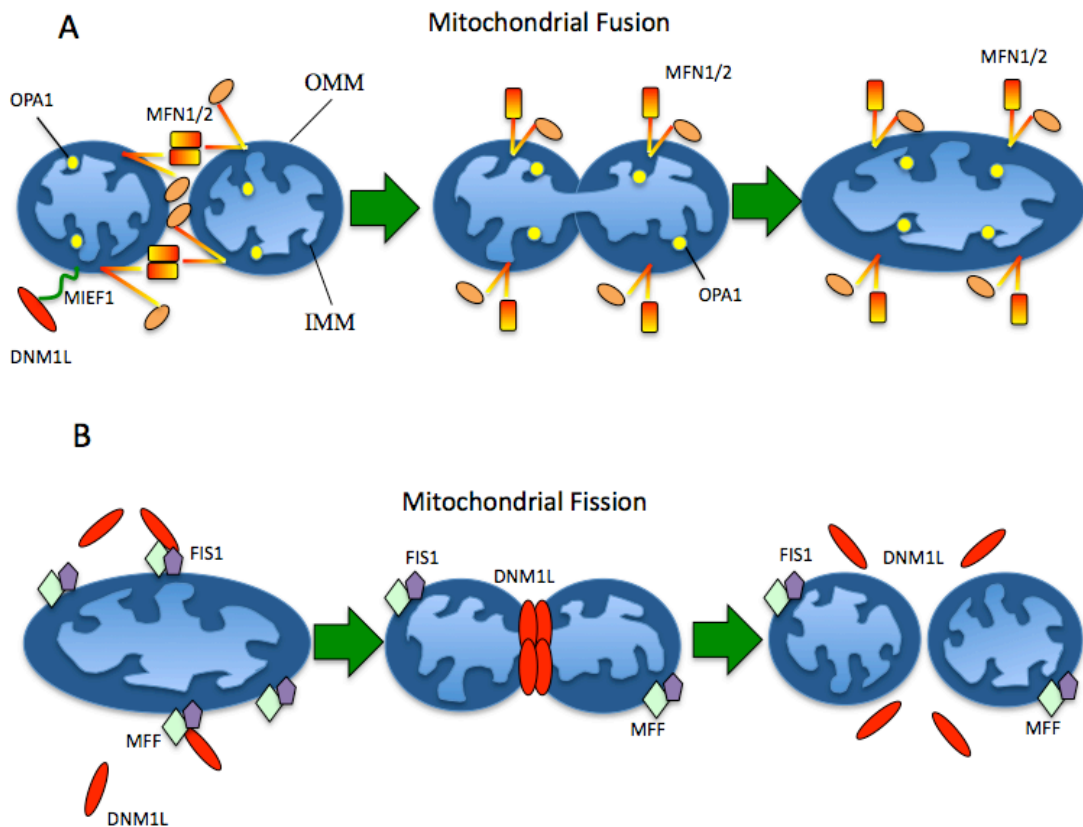 A
Mitochondrial Fusion
OPA1
MFN1/2
OMM
MFN1/2
MFN1/2
MIEF1
IMM
OPA1
DNM1L
B
Mitochondrial Fission
FIS1
FIS1
DNM1L
FIS1
DNM1L
MFF
MFF
MFF
DNM1L